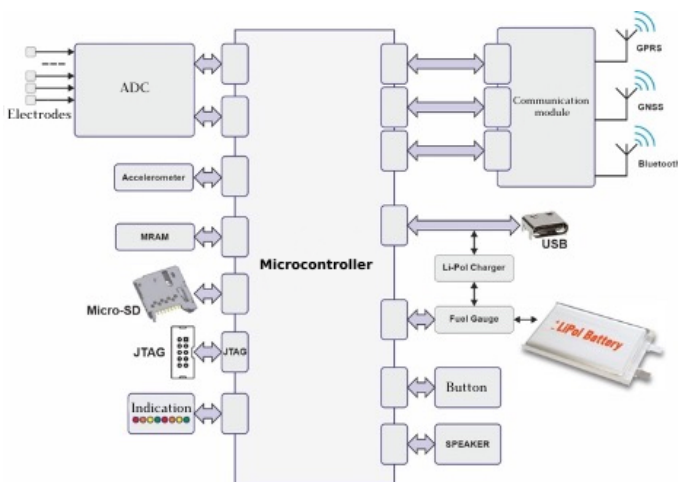 GPRS
ADC
Electrodes
Communication
module
GNSS
Bluetooth
Accelerometer
MRAM
Microcontroller
USB
Li-Pol Charger
Micro-SD
Fuel Gauge
LiPol Battery
JTAG
JTAG
Indication
Button
SPEAKER